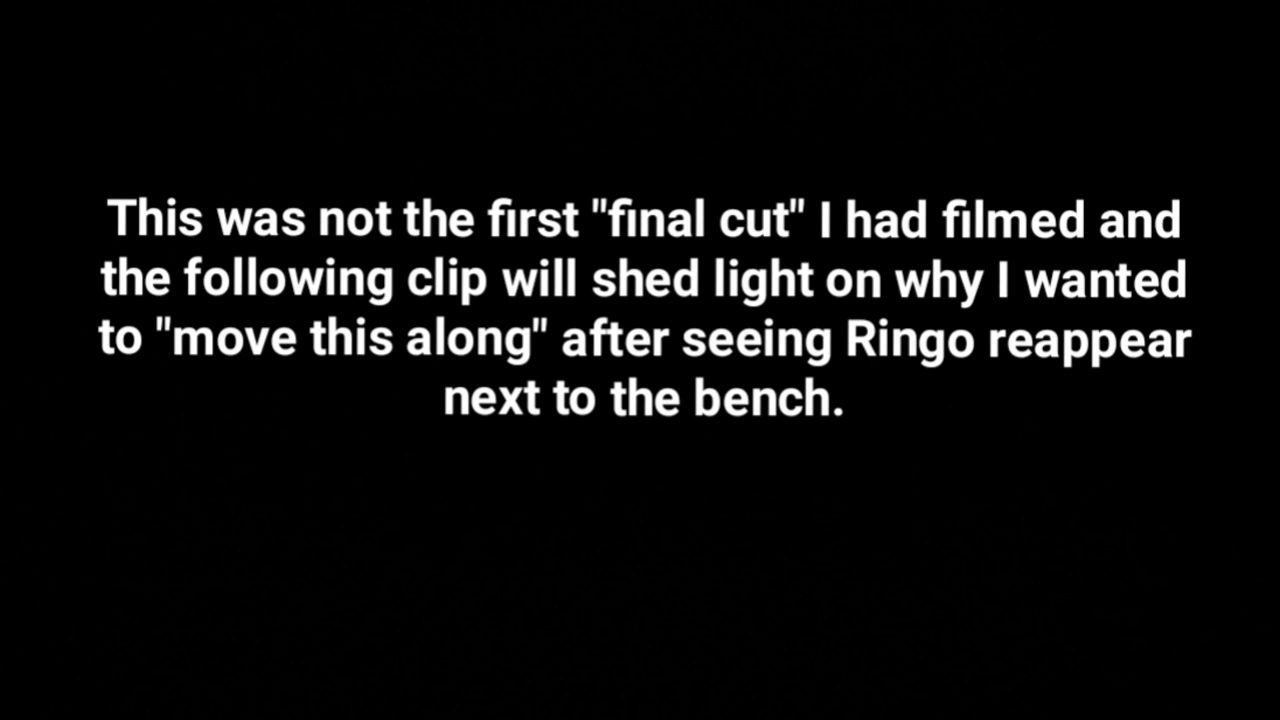 This was not the first "final cut" I had filmed and
the following clip will shed light on why I wanted
to "move this along" after seeing Ringo reappear
next to the bench.